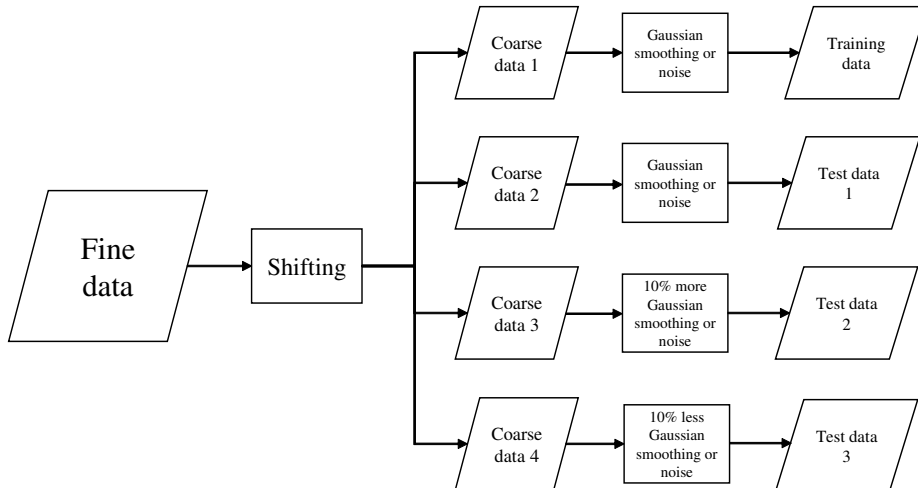 Fine
data
Shifting
Coarse
data 1
Gaussian
smoothing or
noise
Training
data
Coarse
data 2
Gaussian
smoothing or
noise
Test data
1
Coarse
data 3
10% more
Gaussian
smoothing or
noise
Test data
2
Coarse
data 4
10% less
Gaussian
smoothing or
noise
Test data
3